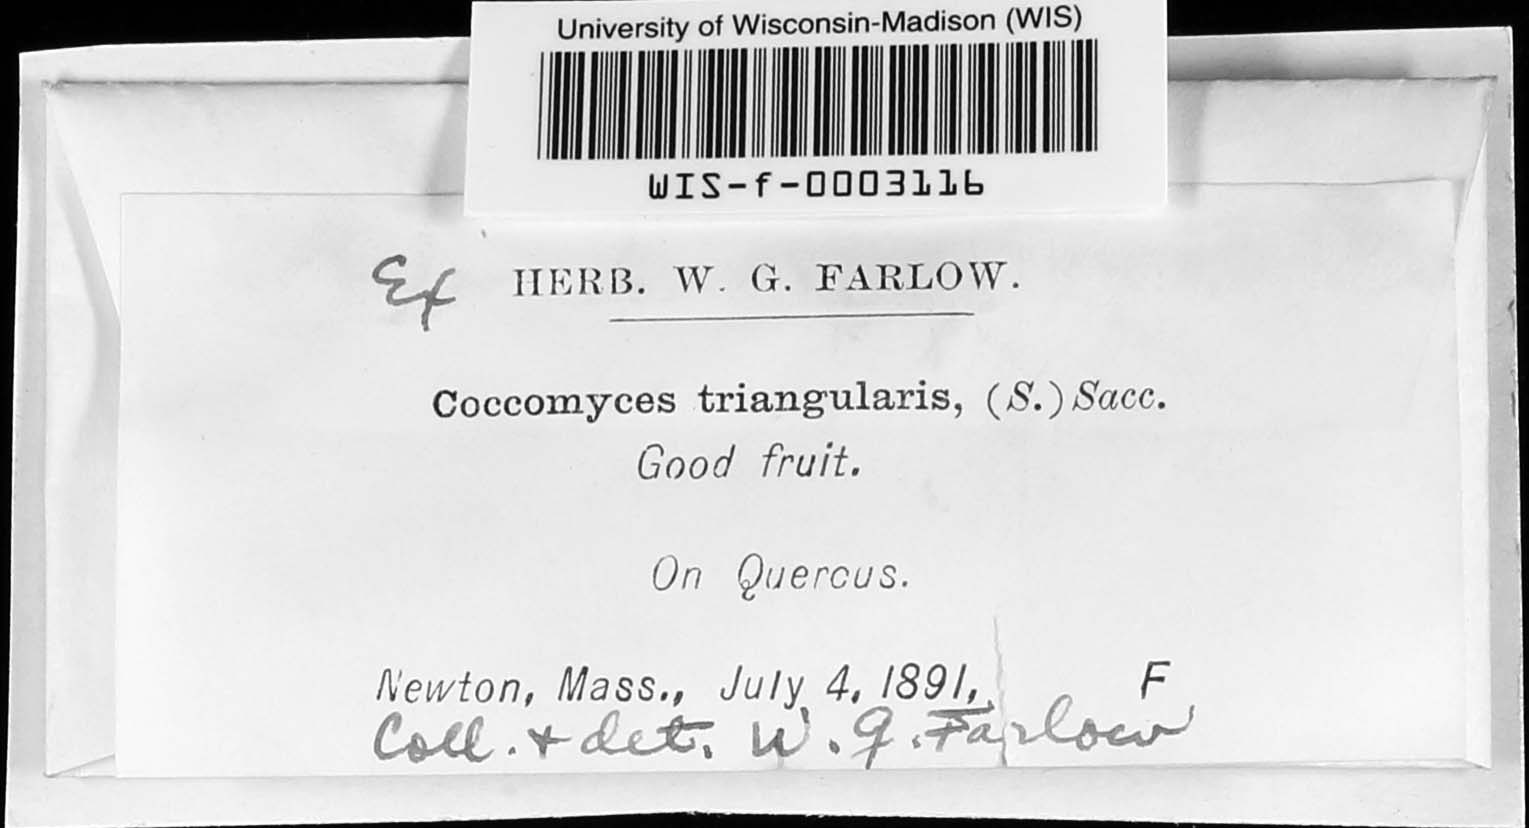 University of Wisconsin-Madison (WIS)
WIS-f-0003116
Ex HERB. W. G. FARLOW.
Coccomyces triangularis, (S.) Sacc.
Good fruit.
On Quercus.
Newton, Mass., July 4, 1891, F
Coll. + det. W. G. Farlow